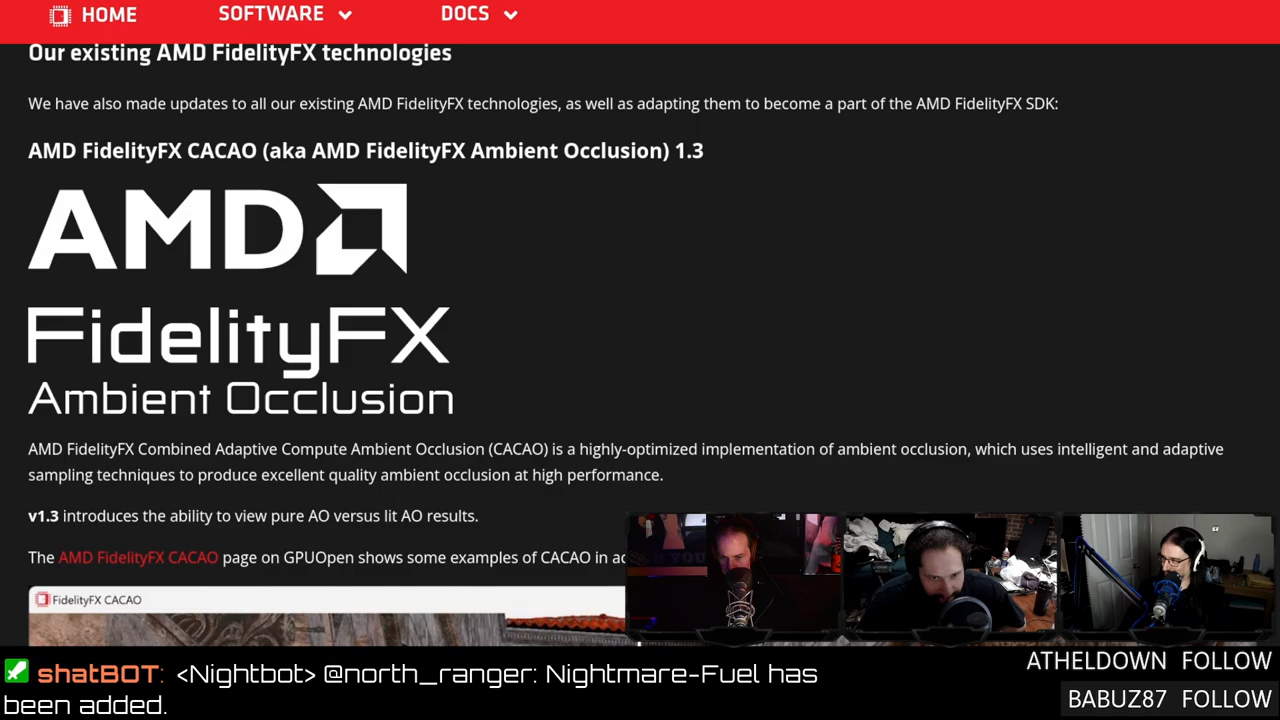 HOME
SOFTWARE
DOCS
Our existing AMD FidelityFX technologies
We have also made updates to all our existing AMD FidelityFX technologies, as well as adapting them to become a part of the AMD FidelityFX SDK:
AMD FidelityFX CACAO (aka AMD FidelityFX Ambient Occlusion) 1.3
AMD
FidelityFX
Ambient Occlusion
AMD FidelityFX Combined Adaptive Compute Ambient Occlusion (CACAO) is a highly-optimized implementation of ambient occlusion, which uses intelligent and adaptive
sampling techniques to produce excellent quality ambient occlusion at high performance.
v1.3 introduces the ability to view pure AO versus lit AO results.
The AMD FidelityFX CACAO page on GPUOpen shows some examples of CACAO in ac
FidelityFX CACAO
shatBOT: <Nightbot> @north_ranger: Nightmare-Fuel has
been added.
ATHELDOWN FOLLOW
BABUZ87 FOLLOW